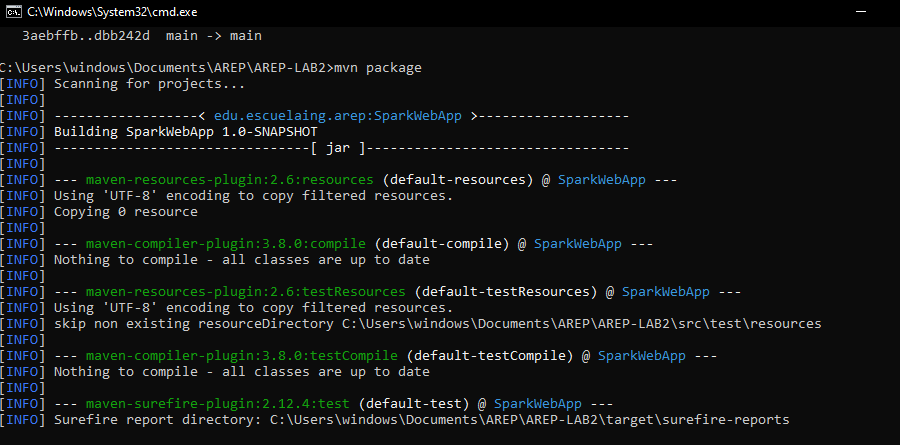 C:\Windows\System32\cmd.exe
3aebffb..dbb242d  main -> main
C:\Users\windows\Documents\AREP\AREP-LAB2>mvn package
[INFO] Scanning for projects...
[INFO]
[INFO] ------------------< edu.escuelaing.arep:SparkWebApp >-------------------
[INFO] Building SparkWebApp 1.0-SNAPSHOT
[INFO] --------------------------------[ jar ]---------------------------------
[INFO]
[INFO] --- maven-resources-plugin:2.6:resources (default-resources) @ SparkWebApp ---
[INFO] Using 'UTF-8' encoding to copy filtered resources.
[INFO] Copying 0 resource
[INFO]
[INFO] --- maven-compiler-plugin:3.8.0:compile (default-compile) @ SparkWebApp ---
[INFO] Nothing to compile - all classes are up to date
[INFO]
[INFO] --- maven-resources-plugin:2.6:testResources (default-testResources) @ SparkWebApp ---
[INFO] Using 'UTF-8' encoding to copy filtered resources.
[INFO] skip non existing resourceDirectory C:\Users\windows\Documents\AREP\AREP-LAB2\src\test\resources
[INFO]
[INFO] --- maven-compiler-plugin:3.8.0:testCompile (default-testCompile) @ SparkWebApp ---
[INFO] Nothing to compile - all classes are up to date
[INFO]
[INFO] --- maven-surefire-plugin:2.12.4:test (default-test) @ SparkWebApp ---
[INFO] Surefire report directory: C:\Users\windows\Documents\AREP\AREP-LAB2\target\surefire-reports